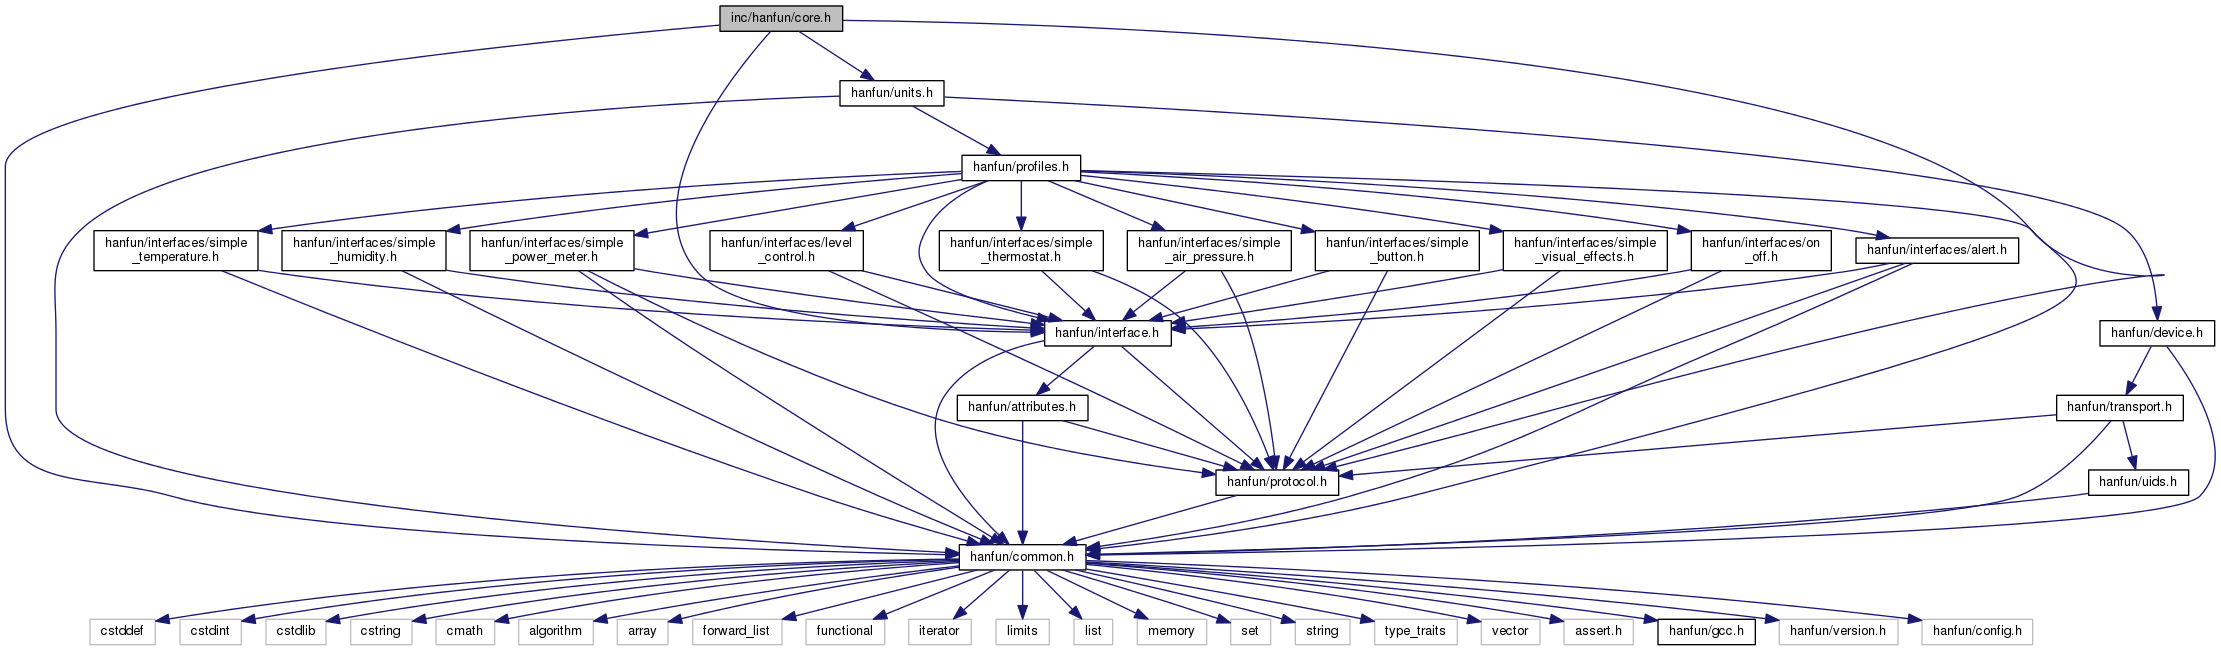 inc/hanfun/core.h
hanfun/units.h
hanfun/profiles.h
hanfun/interfaces/simple
_temperature.h
hanfun/interfaces/simple
_humidity.h
hanfun/interfaces/simple
_power_meter.h
hanfun/interfaces/level
_control.h
hanfun/interfaces/simple
_thermostat.h
hanfun/interfaces/simple
_air_pressure.h
hanfun/interfaces/simple
_button.h
hanfun/interfaces/simple
_visual_effects.h
hanfun/interfaces/on
_off.h
hanfun/interfaces/alert.h
hanfun/interface.h
hanfun/device.h
hanfun/attributes.h
hanfun/transport.h
hanfun/protocol.h
hanfun/uids.h
hanfun/common.h
cstddef
cstdint
cstdlib
cstring
cmath
algorithm
array
forward_list
functional
iterator
limits
list
memory
set
string
type_traits
vector
assert.h
hanfun/gcc.h
hanfun/version.h
hanfun/config.h